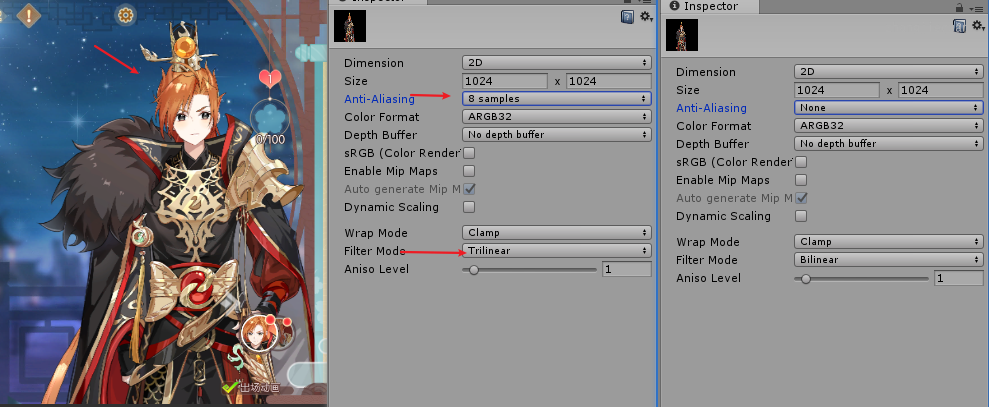 0/100
出场动画
Inspector
Dimension 2D
Size 1024 x 1024
Anti-Aliasing 8 samples
Color Format ARGB32
Depth Buffer No depth buffer
sRGB (Color Render
Enable Mip Maps
Auto generate Mip M
Dynamic Scaling
Wrap Mode Clamp
Filter Mode Trilinear
Aniso Level 1
Inspector
Dimension 2D
Size 1024 x 1024
Anti-Aliasing None
Color Format ARGB32
Depth Buffer No depth buffer
sRGB (Color Render
Enable Mip Maps
Auto generate Mip M
Dynamic Scaling
Wrap Mode Clamp
Filter Mode Bilinear
Aniso Level 1